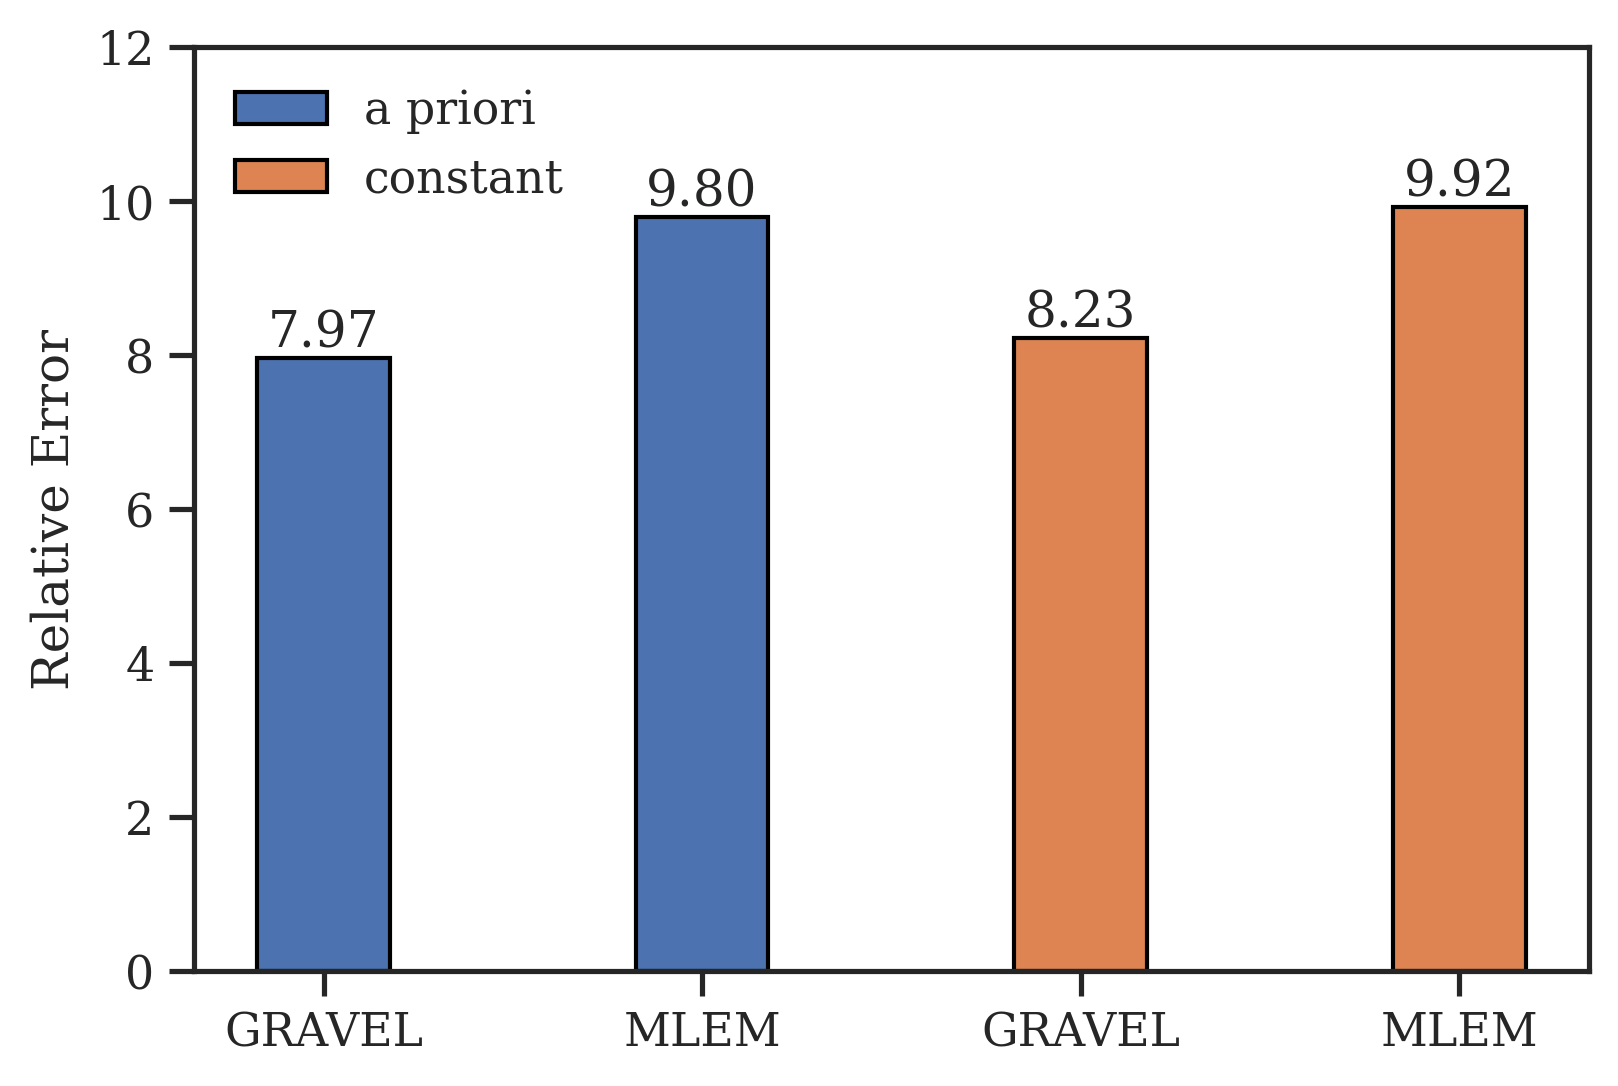 12
a priori
constant
10
9.80
9.92
7.97
8.23
8
6
4
2
0
Relative Error
GRAVEL MLEM GRAVEL MLEM